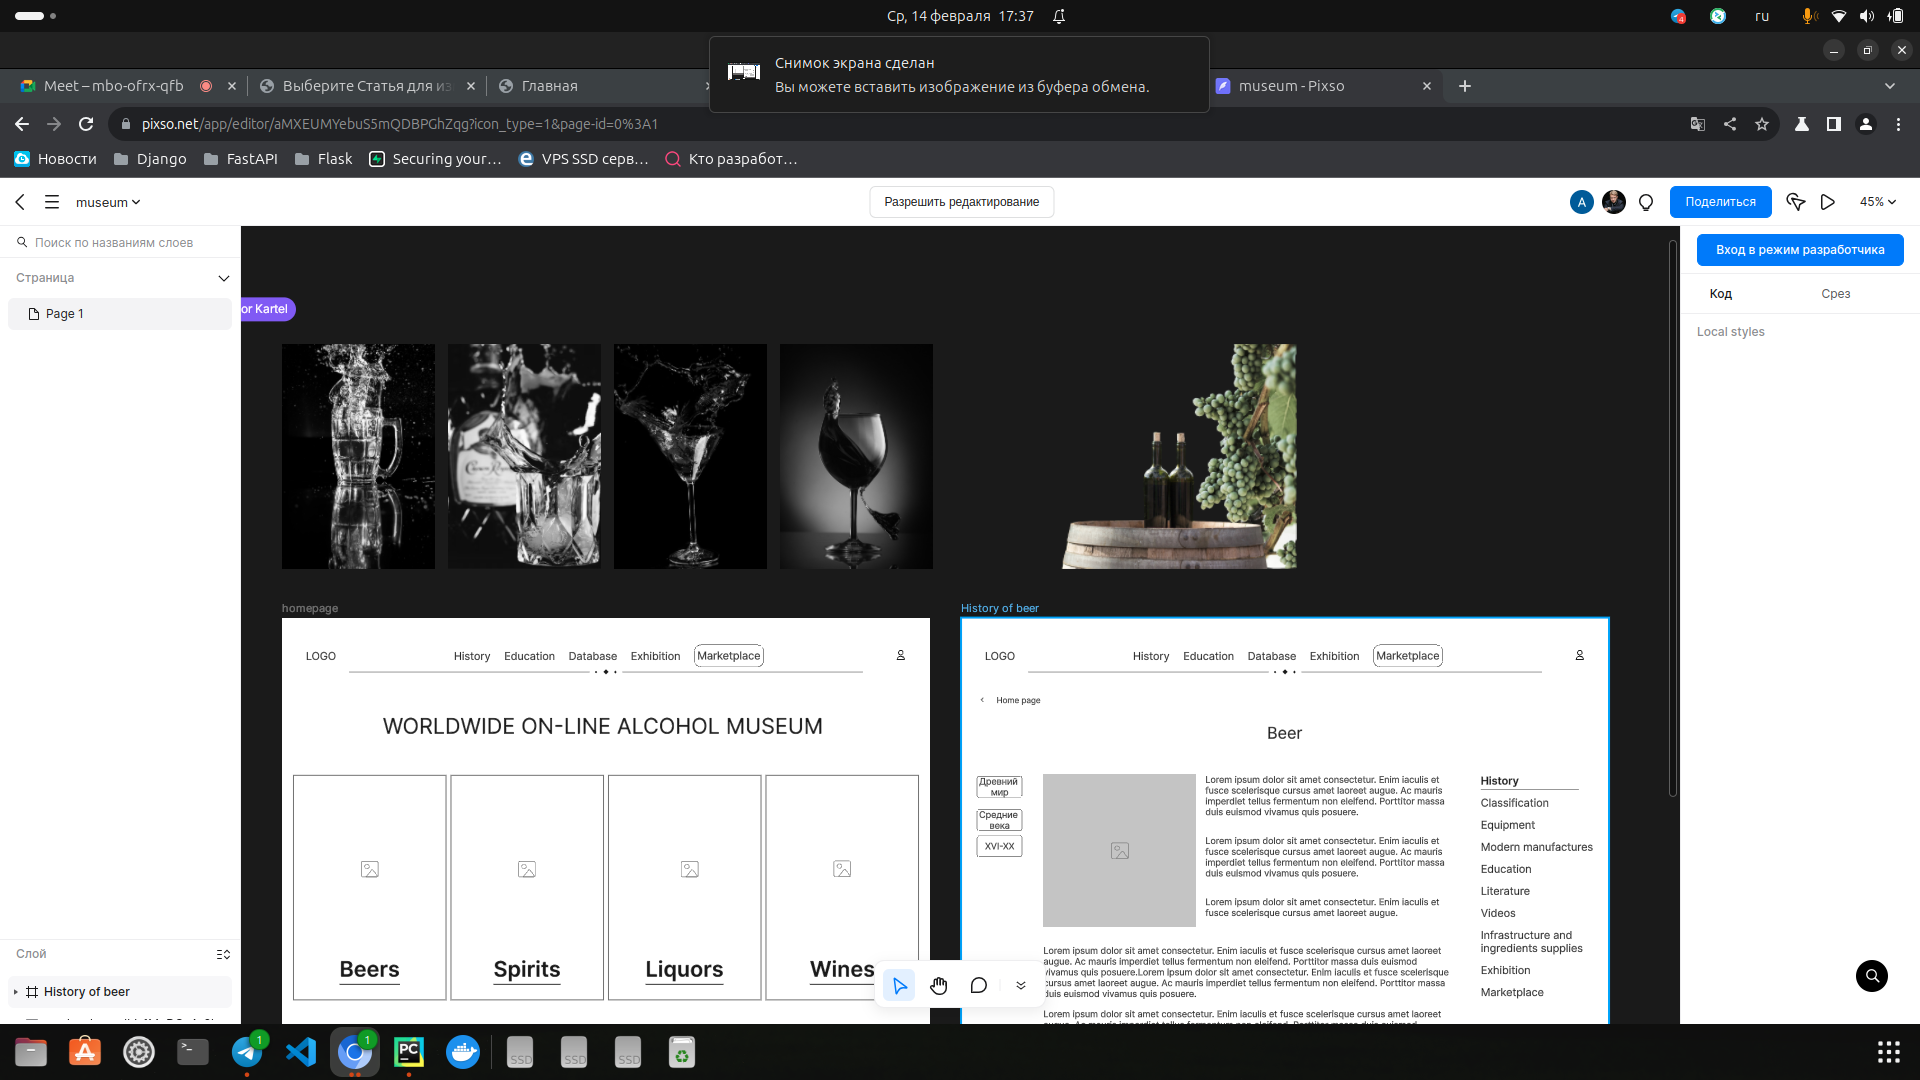 Ср, 14 февраля 17:37
ru
Снимок экрана сделан
Вы можете вставить изображение из буфера обмена.
Meet – mbo-ofrx-qfb
Выберите Статья для из
Главная
museum - Pixso
pixso.net/app/editor/aMXEUMYebuS5mQDBPGhZqg?icon_type=1&page-id=0%3A1
Новости
Django
FastAPI
Flask
Securing your…
VPS SSD серв…
Кто разработ…
museum
Разрешить редактирование
A
Поделиться
45%
Поиск по названиям слоев
Страница
Page 1
Вход в режим разработчика
Код
Срез
Local styles
or Kartel
homepage
LOGO
History
Education
Database
Exhibition
Marketplace
WORLDWIDE ON-LINE ALCOHOL MUSEUM
Beers
Spirits
Liquors
Wines
History of beer
LOGO
History
Education
Database
Exhibition
Marketplace
Home page
Beer
Древний
мир
Средние
века
XVI-XX
Lorem ipsum dolor sit amet consectetur. Enim iaculis et
fusce scelerisque cursus amet laoreet augue. Ac mauris
imperdiet tellus fermentum non eleifend. Porttitor massa
duis euismod vivamus quis posuere.
Lorem ipsum dolor sit amet consectetur. Enim iaculis et
fusce scelerisque cursus amet laoreet augue. Ac mauris
imperdiet tellus fermentum non eleifend. Porttitor massa
duis euismod vivamus quis posuere.
Lorem ipsum dolor sit amet consectetur. Enim iaculis et
fusce scelerisque cursus amet laoreet augue.
Lorem ipsum dolor sit amet consectetur. Enim iaculis et fusce scelerisque cursus amet laoreet
augue. Ac mauris imperdiet tellus fermentum non eleifend. Porttitor massa duis euismod
vivamus quis posuere.Lorem ipsum dolor sit amet consectetur. Enim iaculis et fusce scelerisque
cursus amet laoreet augue. Ac mauris imperdiet tellus fermentum non eleifend. Porttitor massa
duis euismod vivamus quis posuere.
Lorem ipsum dolor sit amet consectetur. Enim iaculis et fusce scelerisque cursus amet laoreet
History
Classification
Equipment
Modern manufactures
Education
Literature
Videos
Infrastructure and
ingredients supplies
Exhibition
Marketplace
Слой
History of beer
1
1
PC
SSD
SSD
SSD